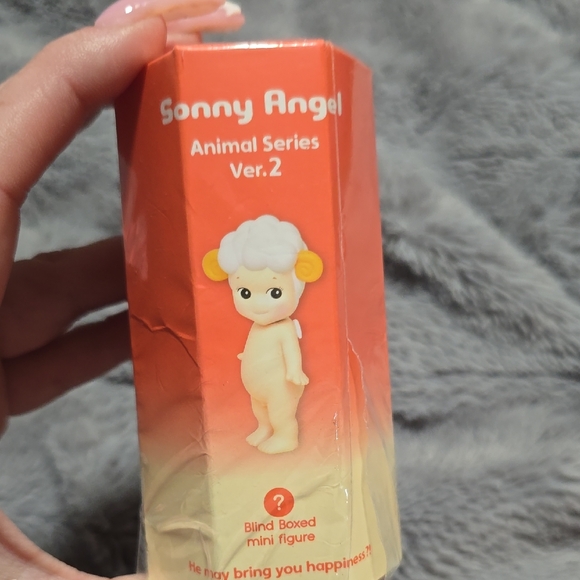 Sonny Angel
Animal Series
Ver.2
?
Blind Boxed
mini figure
He may bring you happiness